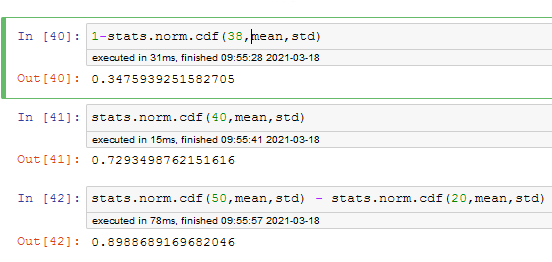 In [40]: 1-stats.norm.cdf(38,mean,std)
executed in 31ms, finished 09:55:28 2021-03-18
Out[40]: 0.3475939251582705
In [41]: stats.norm.cdf(40,mean,std)
executed in 15ms, finished 09:55:41 2021-03-18
Out[41]: 0.7293498762151616
In [42]: stats.norm.cdf(50,mean,std) - stats.norm.cdf(20,mean,std)
executed in 78ms, finished 09:55:57 2021-03-18
Out[42]: 0.8988689169682046